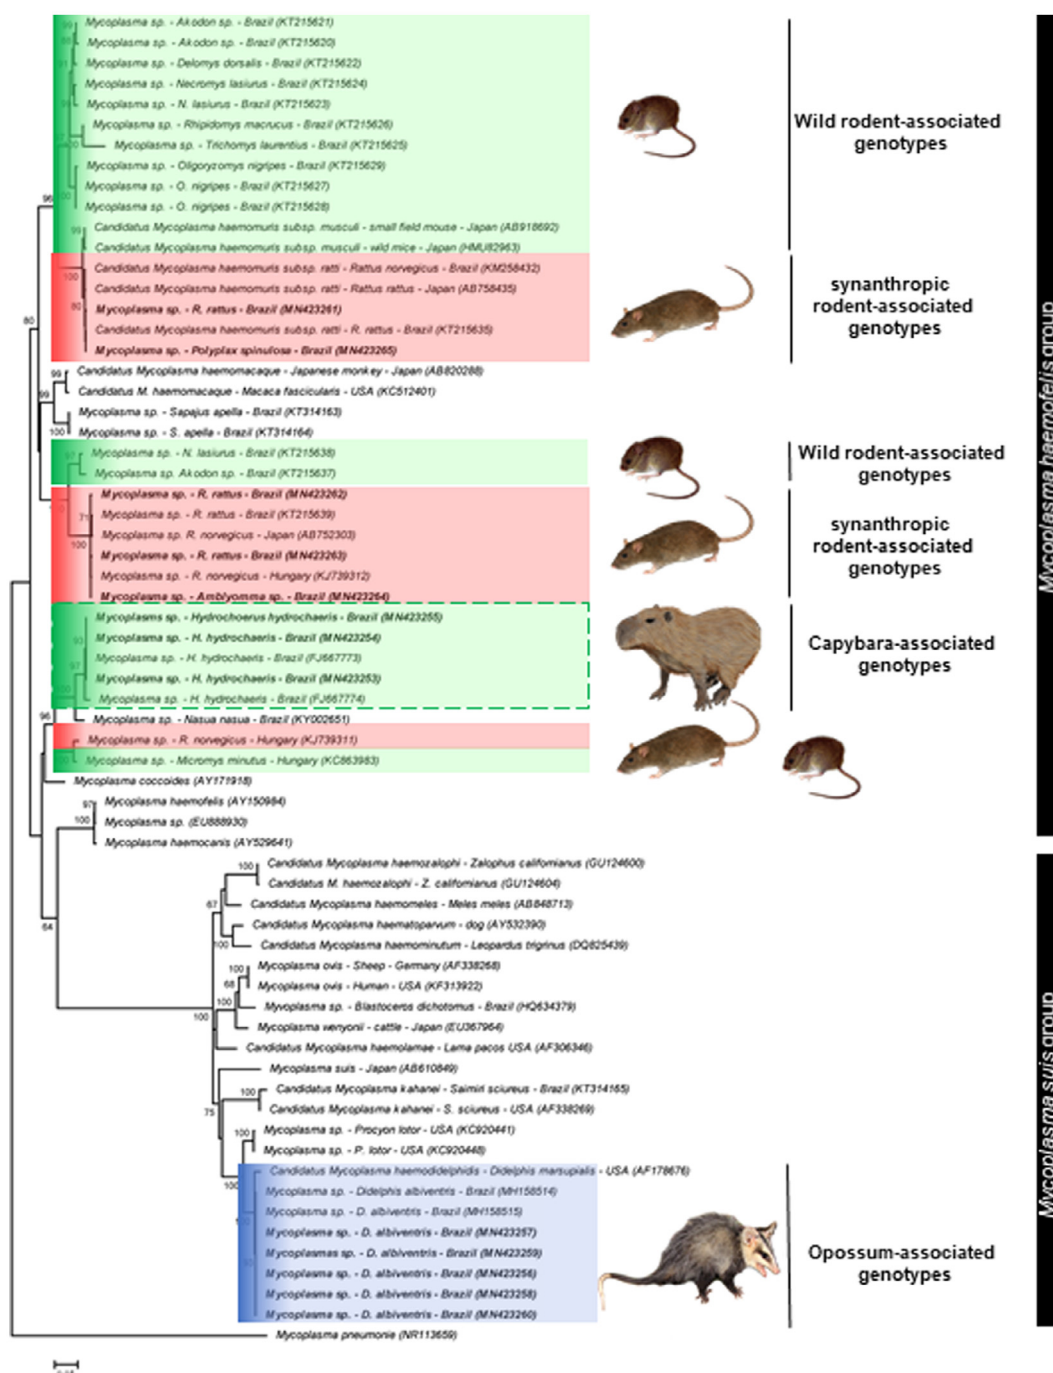 Mycoplasma sp. - Akodon sp. - Brazil (KT215621)
Mycoplasma sp. - Akodon sp. - Brazil (KT215620)
Mycoplasma sp. - Delomys dorsalis - Brazil (KT215622)
Mycoplasma sp. - Necromys lasiurus - Brazil (KT215624)
Mycoplasma sp. - N. lasiurus - Brazil (KT215623)
Mycoplasma sp. - Rhipidomys macrucus - Brazil (KT215626)
Mycoplasma sp. - Trichomys laurentius - Brazil (KT215625)
Mycoplasma sp. - Oligoryzomys nigripes - Brazil (KT215629)
Mycoplasma sp. - O. nigripes - Brazil (KT215627)
Mycoplasma sp. - O. nigripes - Brazil (KT215628)
Wild rodent-associated
genotypes
Candidatus Mycoplasma haemomuris subsp. musculi - small field mouse - Japan (AB918692)
Candidatus Mycoplasma haemomuris subsp. musculi - wild mice - Japan (HMU82963)
Candidatus Mycoplasma haemomuris subsp. ratti - Rattus norvegicus - Brazil (KM258432)
Candidatus Mycoplasma haemomuris subsp. ratti - Rattus rattus - Japan (AB758435)
Mycoplasma sp. - R. rattus - Brazil (MN423261)
Candidatus Mycoplasma haemomuris subsp. ratti - R. rattus - Brazil (KT215635)
Mycoplasma sp. - Polyplax spinulosa - Brazil (MN423265)
synanthropic
rodent-associated
genotypes
Candidatus Mycoplasma haemomacaque - Japanese monkey - Japan (AB820288)
Candidatus M. haemomacaque - Macaca fascicularis - USA (KC512401)
Mycoplasma sp. - Sapajus apella - Brazil (KT314163)
Mycoplasma sp. - S. apella - Brazil (KT314164)
Mycoplasma sp. - N. lasiurus - Brazil (KT215638)
Mycoplasma sp. Akodon sp. - Brazil (KT215637)
Wild rodent-associated
genotypes
Mycoplasma sp. - R. rattus - Brazil (MN423262)
Mycoplasma sp. - R. rattus - Brazil (KT215639)
Mycoplasma sp. R. norvegicus - Japan (AB752303)
Mycoplasma sp. - R. rattus - Brazil (MN423263)
Mycoplasma sp. - R. norvegicus - Hungary (KJ739312)
Mycoplasma sp. - Amblyomma sp. - Brazil (MN423264)
synanthropic
rodent-associated
genotypes
Mycoplasms sp. - Hydrochoerus hydrochaeris - Brazil (MN423255)
Mycoplasma sp. - H. hydrochaeris - Brazil (MN423254)
Mycoplasma sp. - H. hydrochaeris - Brazil (FJ667773)
Mycoplasma sp. - H. hydrochaeris - Brazil (MN423253)
Mycoplasma sp. - H. hydrochaeris - Brazil (FJ667774)
Capybara-associated
genotypes
Mycoplasma sp. - Nasua nasua - Brazil (KY002651)
Mycoplasma sp. - R. norvegicus - Hungary (KJ739311)
Mycoplasma sp. - Micromys minutus - Hungary (KC863983)
Mycoplasma coccoides (AY171918)
Mycoplasma haemofelis (AY150984)
Mycoplasma sp. (EU888930)
Mycoplasma haemocanis (AY529641)
Mycoplasma haemofelis group
Candidatus Mycoplasma haemozalophi - Zalophus californianus (GU124600)
Candidatus M. haemozalophi - Z. californianus (GU124604)
Candidatus Mycoplasma haemomeles - Meles meles (AB848713)
Candidatus Mycoplasma haematoparvum - dog (AY532390)
Candidatus Mycoplasma haemominutum - Leopardus trigrinus (DQ825439)
Mycoplasma ovis - Sheep - Germany (AF338268)
Mycoplasma ovis - Human - USA (KF313922)
Myvoplasma sp. - Blastoceros dichotomus - Brazil (HQ634379)
Mycoplasma wenyonii - cattle - Japan (EU367964)
Candidatus Mycoplasma haemolamae - Lama pacos USA (AF306346)
Mycoplasma suis - Japan (AB610849)
Candidatus Mycoplasma kahanei - Saimiri sciureus - Brazil (KT314165)
Candidatus Mycoplasma kahanei - S. sciureus - USA (AF338269)
Mycoplasma sp. - Procyon lotor - USA (KC920441)
Mycoplasma sp. - P. lotor - USA (KC920448)
Candidatus Mycoplasma haemodidelphidis - Didelphis marsupialis - USA (AF178676)
Mycoplasma sp. - Didelphis albiventris - Brazil (MH158514)
Mycoplasma sp. - D. albiventris - Brazil (MH158515)
Mycoplasma sp. - D. albiventris - Brazil (MN423257)
Mycoplasmas sp. - D. albiventris - Brazil (MN423259)
Mycoplasma sp. - D. albiventris - Brazil (MN423256)
Mycoplasma sp. - D. albiventris - Brazil (MN423258)
Mycoplasma sp. - D. albiventris - Brazil (MN423260)
Opossum-associated
genotypes
Mycoplasma suis group
Mycoplasma pneumonie (NR113659)
96
80
99
99
100
96
97
100
64
100
67
100
100
68
100
100
75
100
100
100